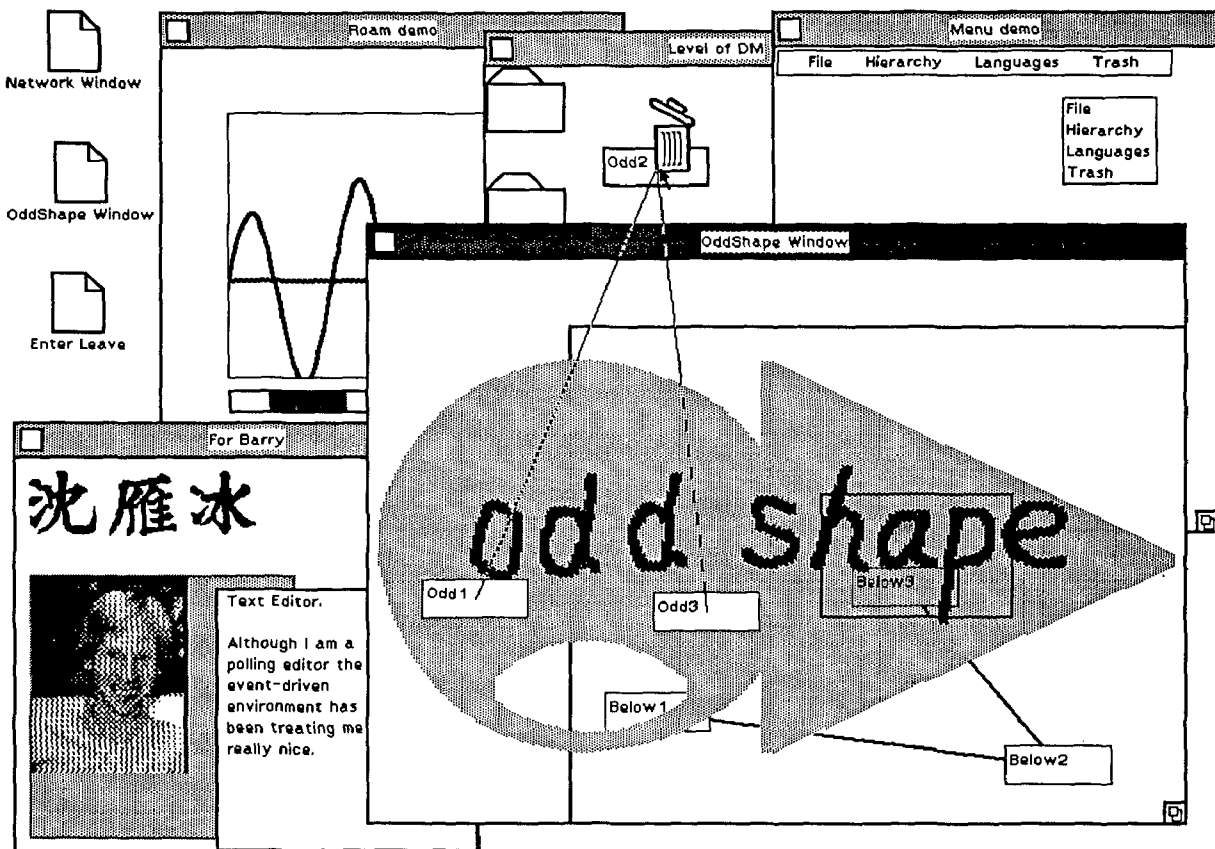 Network Window
OddShape Window
Enter Leave
Roam demo
Level of DM
Odd2
Menu demo
File Hierarchy Languages Trash
File
Hierarchy
Languages
Trash
OddShape Window
odd shape
Odd1
Odd3
Below3
Below1
Below2
For Barry
沈雁冰
Text Editor.
Although I am a
polling editor the
event-driven
environment has
been treating me
really nice.